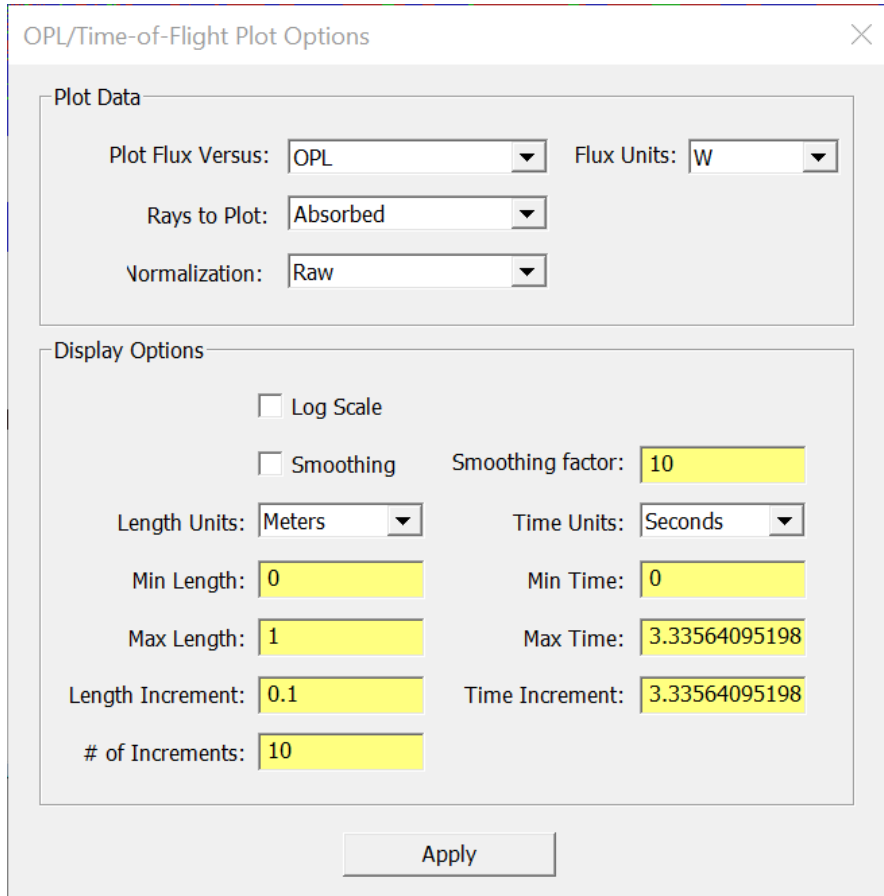 OPL/Time-of-Flight Plot Options
Plot Data
Plot Flux Versus: OPL Flux Units: W
Rays to Plot: Absorbed
Normalization: Raw
Display Options
Log Scale
Smoothing Smoothing factor: 10
Length Units: Meters Time Units: Seconds
Min Length: 0 Min Time: 0
Max Length: 1 Max Time: 3.33564095198
Length Increment: 0.1 Time Increment: 3.33564095198
# of Increments: 10
Apply